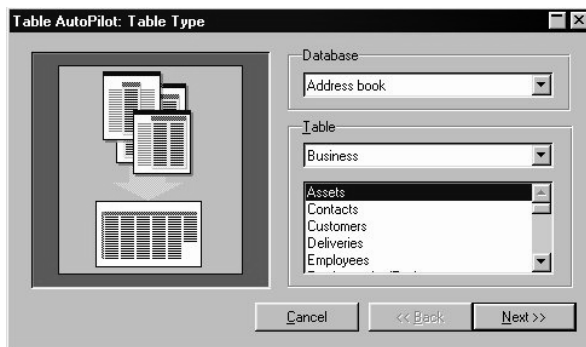 Table AutoPilot: Table Type
Database
Address book
Table
Business
Assets
Contacts
Customers
Deliveries
Employees
Cancel
<< Back
Next >>